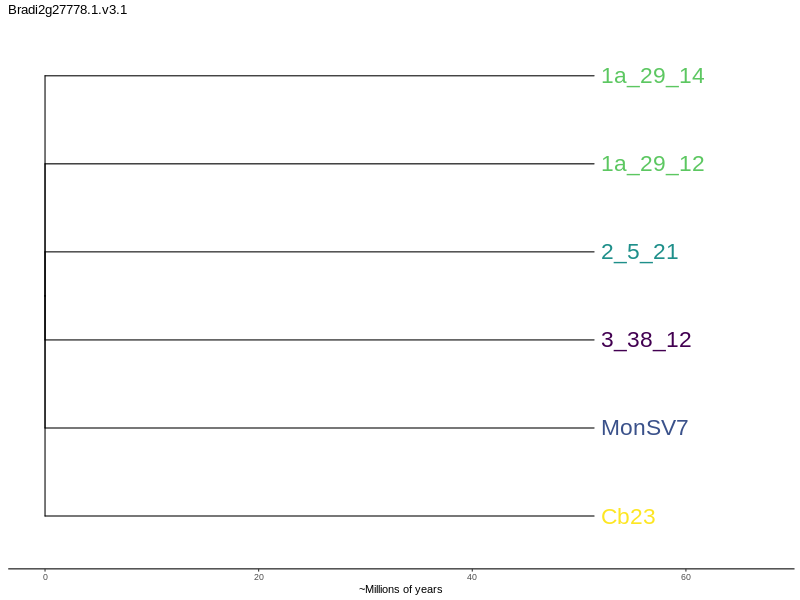 Bradi2g27778.1.v3.1
1a_29_14
1a_29_12
2_5_21
3_38_12
MonSV7
Cb23
0 20 40 60
~Millions of years